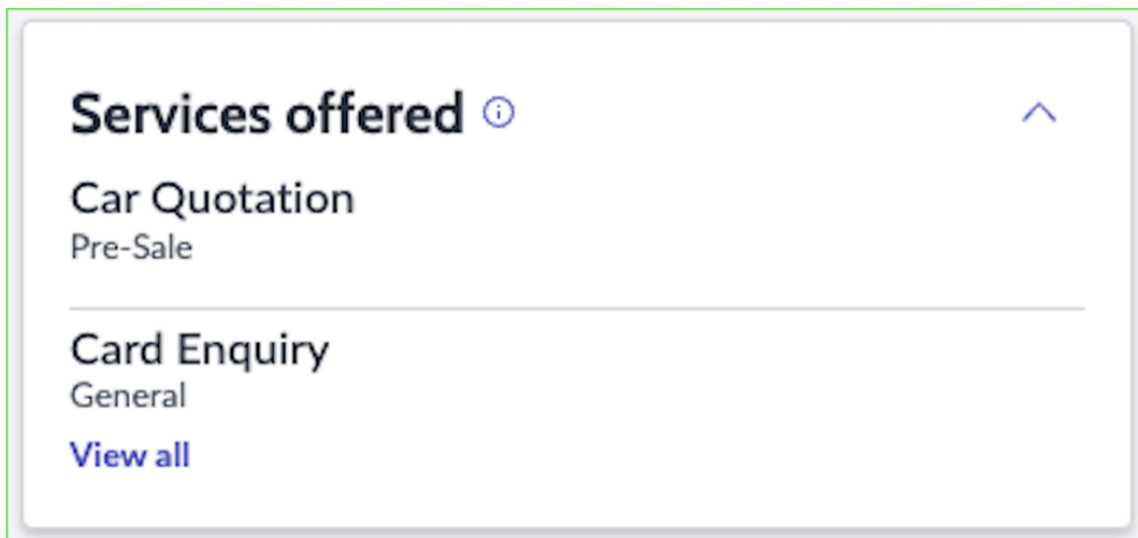 Services offered
Car Quotation
Pre-Sale
Card Enquiry
General
View all